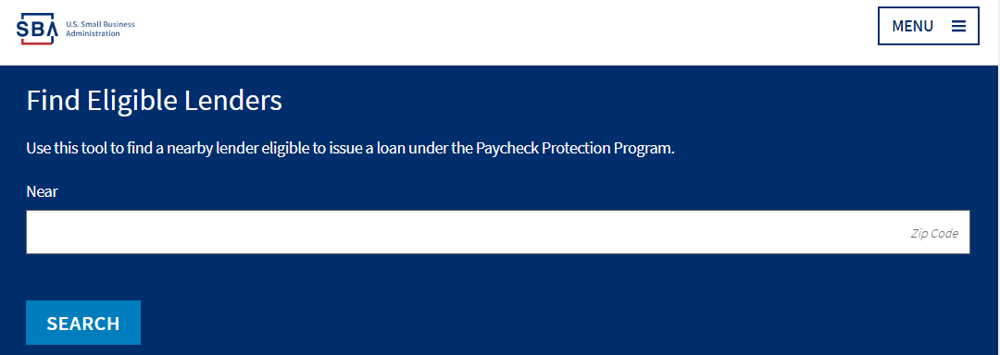 SBA
U.S. Small Business
Administration
MENU
Find Eligible Lenders
Use this tool to find a nearby lender eligible to issue a loan under the Paycheck Protection Program.
Near
Zip Code
SEARCH